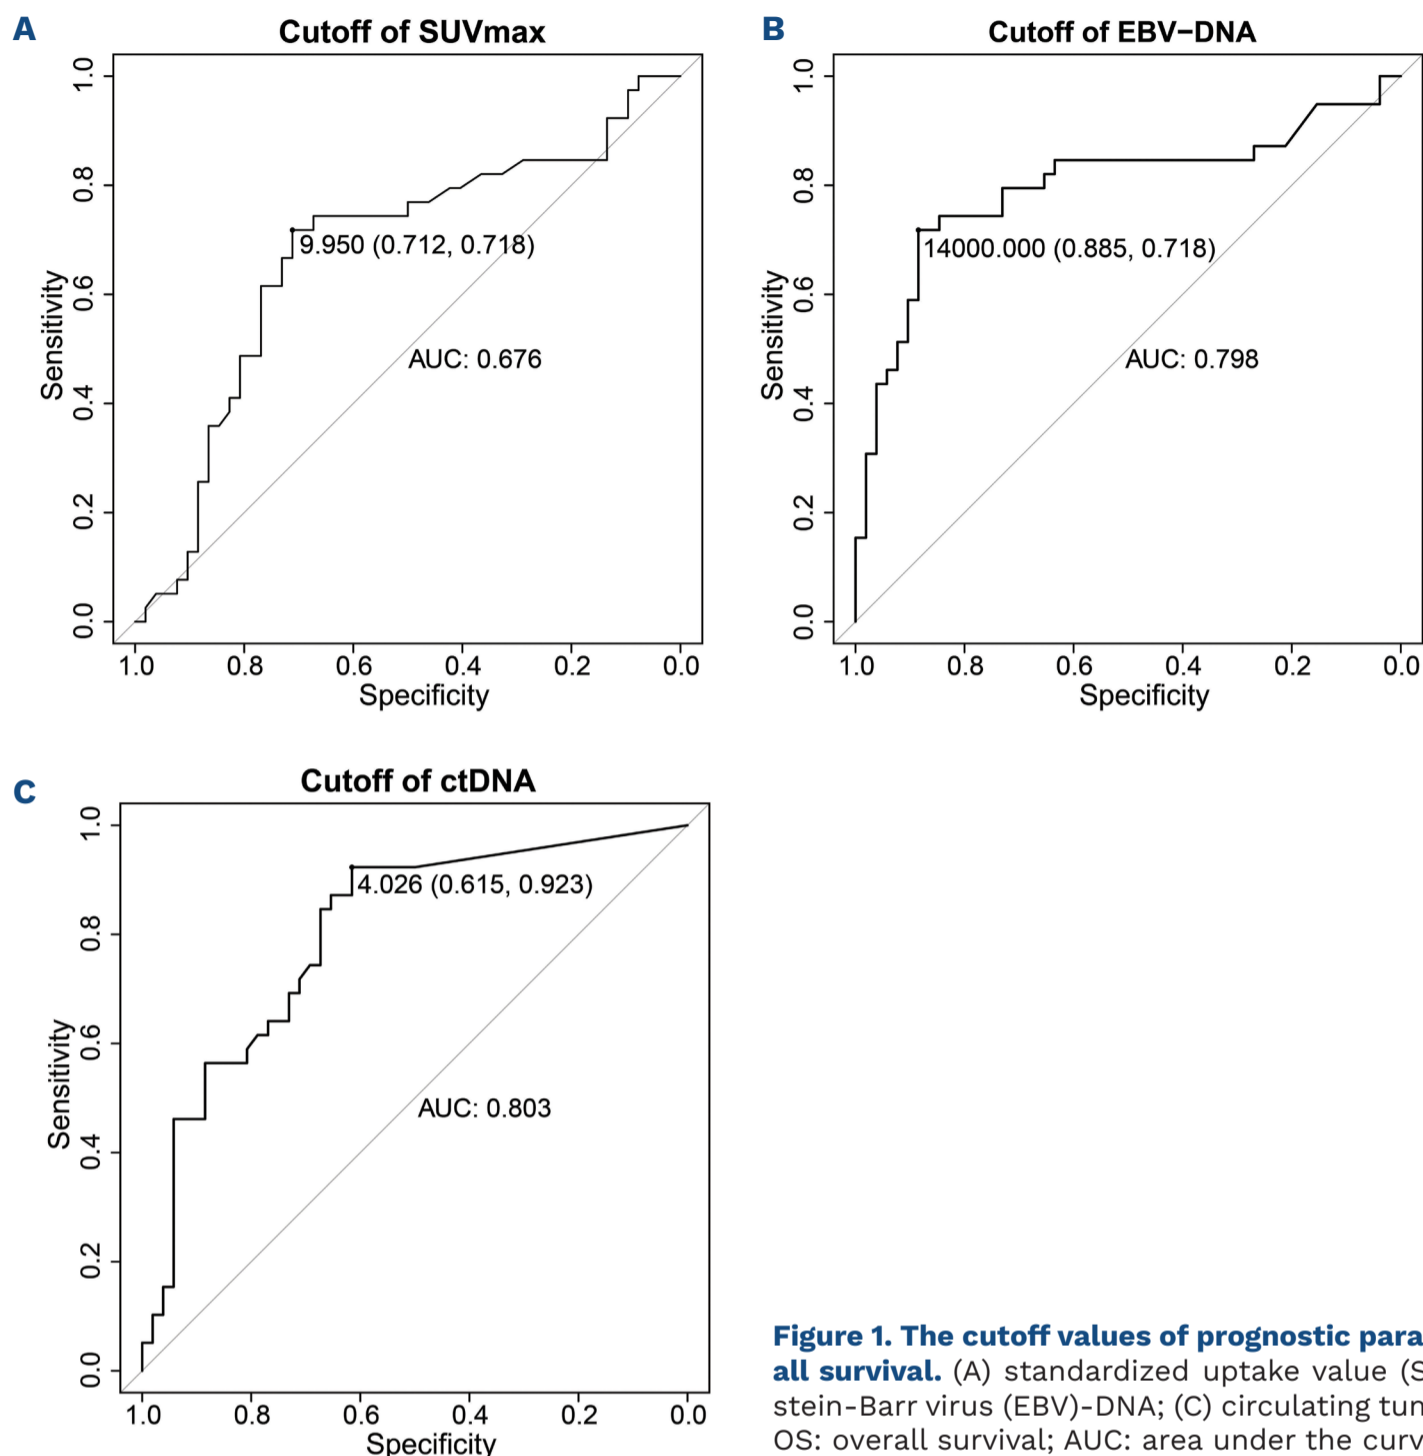 A
Cutoff of SUVmax
1.0
0.8
0.6
0.4
0.2
0.0
Sensitivity
9.950 (0.712, 0.718)
AUC: 0.676
1.0 0.8 0.6 0.4 0.2 0.0
Specificity
B
Cutoff of EBV−DNA
1.0
0.8
0.6
0.4
0.2
0.0
Sensitivity
14000.000 (0.885, 0.718)
AUC: 0.798
1.0 0.8 0.6 0.4 0.2 0.0
Specificity
C
Cutoff of ctDNA
1.0
0.8
0.6
0.4
0.2
0.0
Sensitivity
4.026 (0.615, 0.923)
AUC: 0.803
1.0 0.8 0.6 0.4 0.2 0.0
Specificity
Figure 1. The cutoff values of prognostic para
all survival. (A) standardized uptake value (S
stein-Barr virus (EBV)-DNA; (C) circulating tun
OS: overall survival; AUC: area under the curv